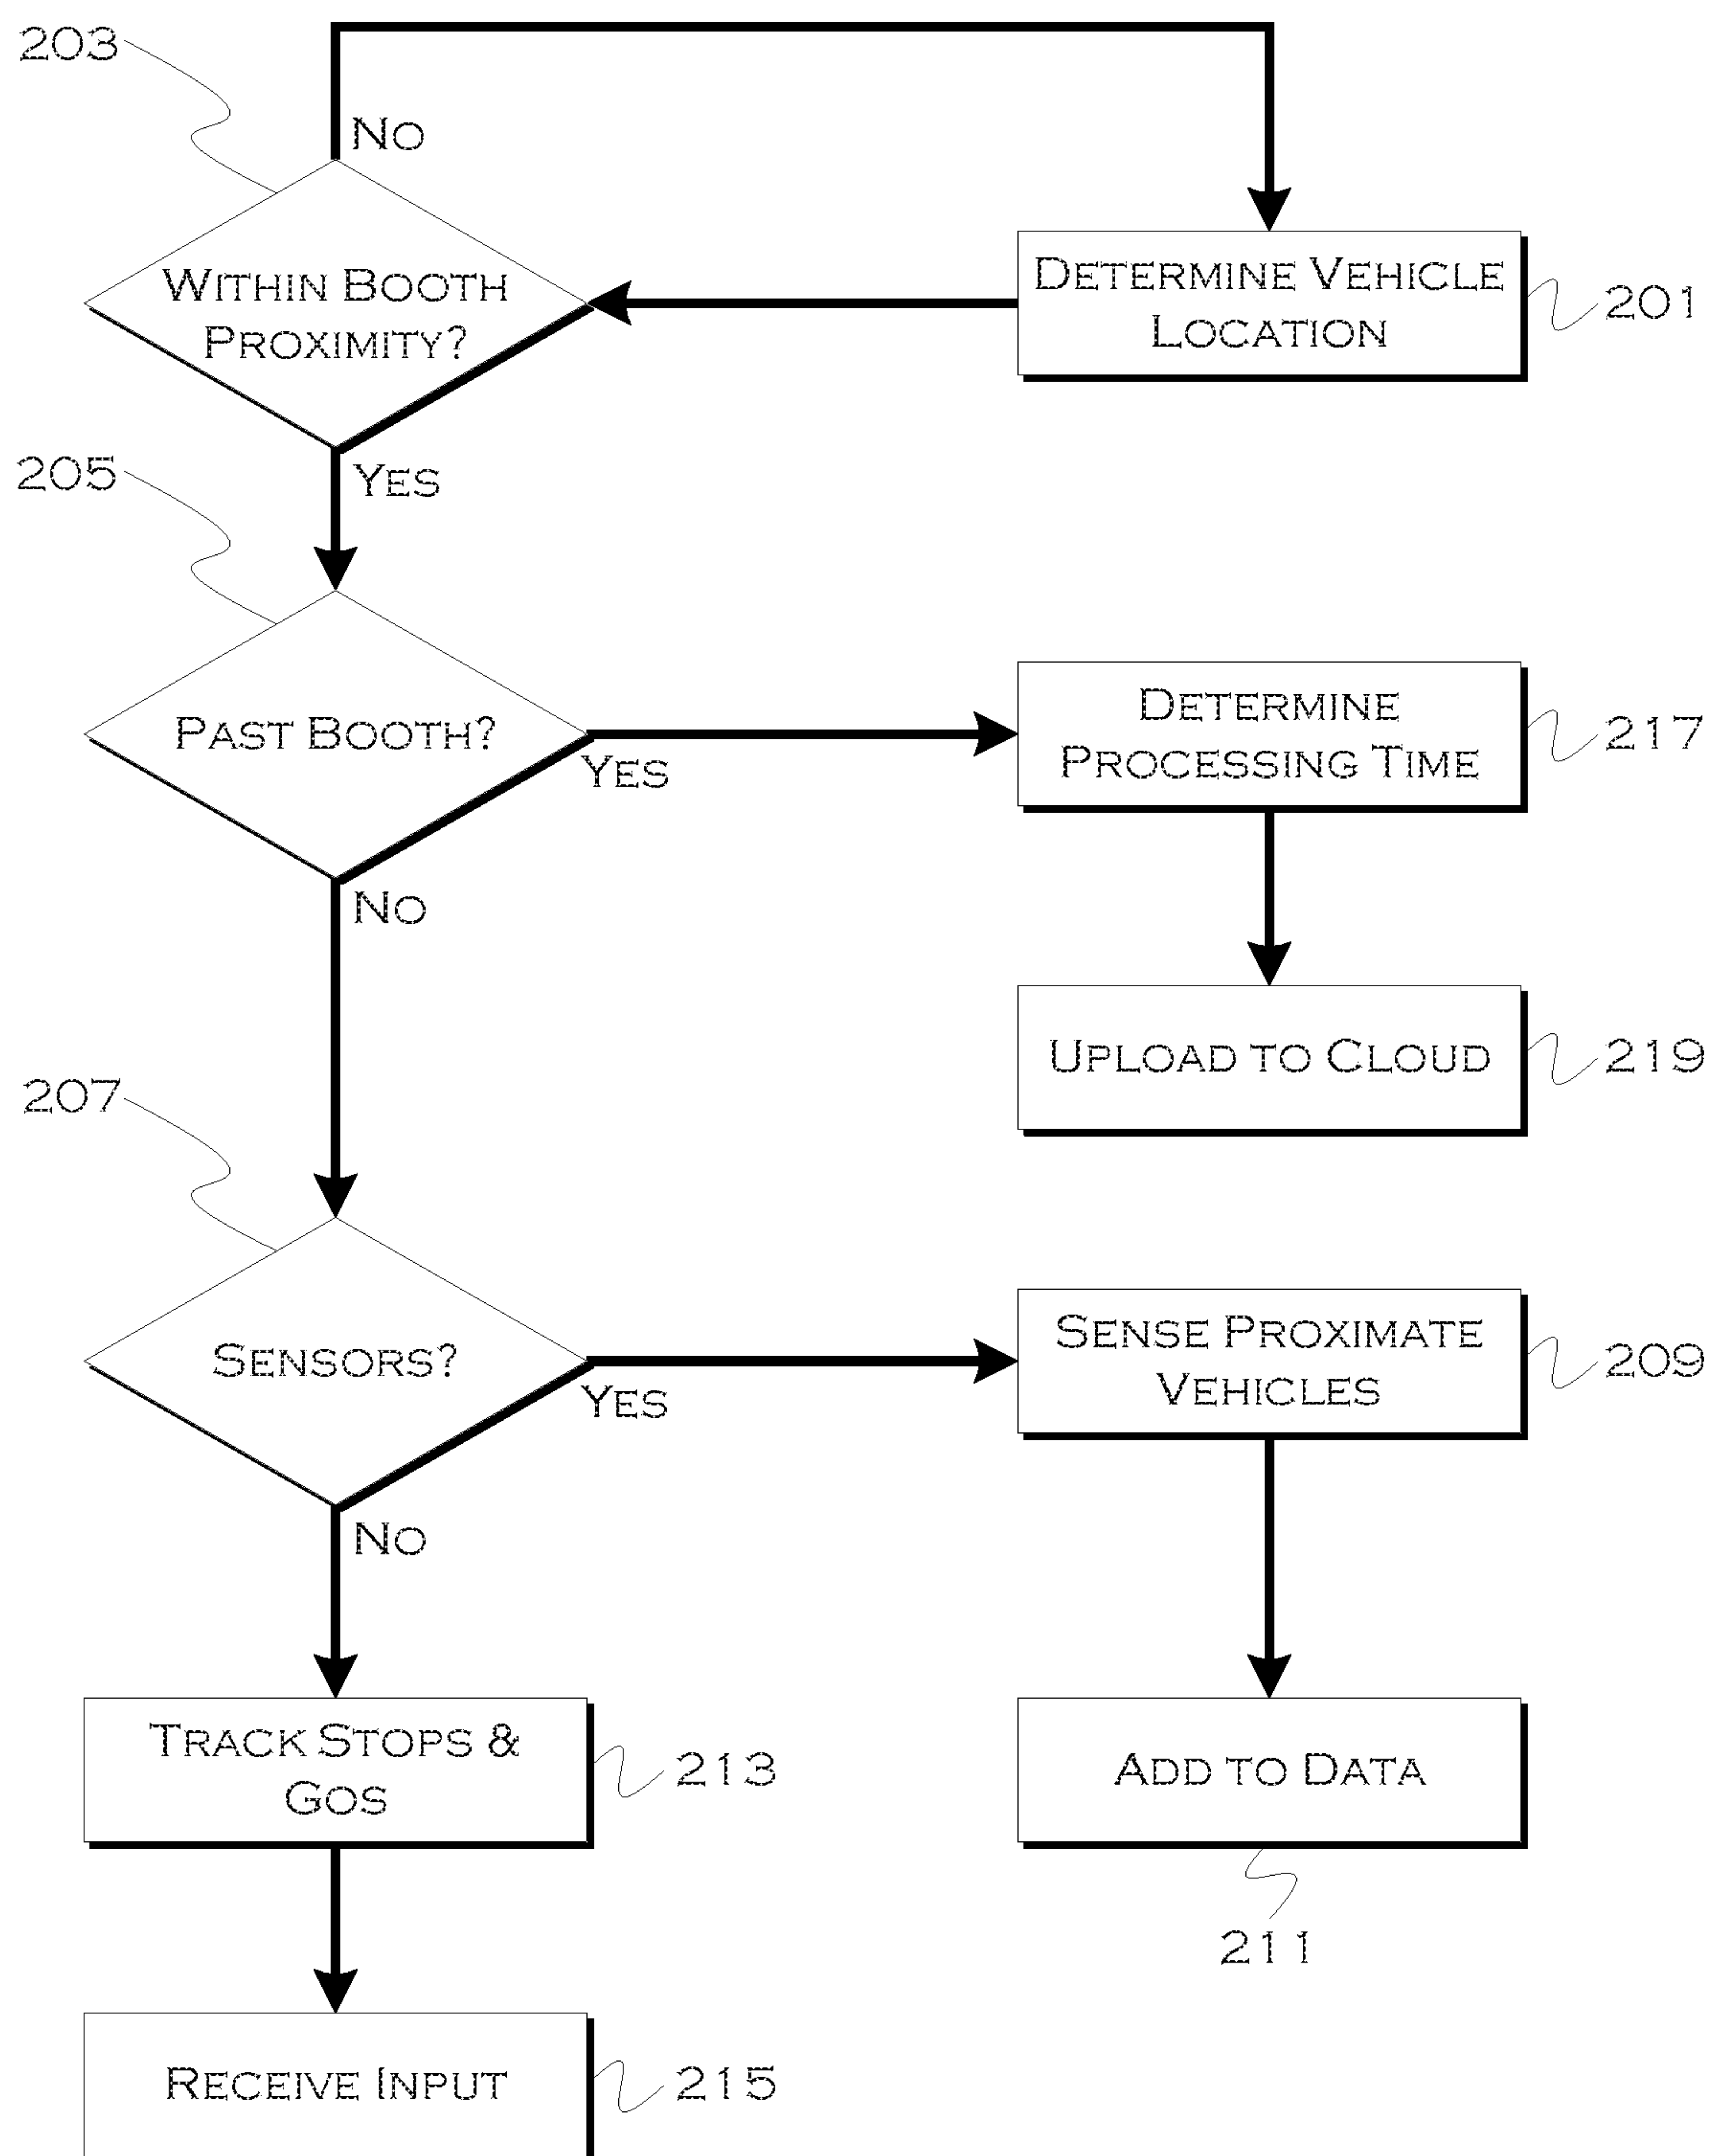 203
NO
WITHIN BOOTH
PROXIMITY?
DETERMINE VEHICLE
LOCATION
201
YES
205
PAST BOOTH?
YES
DETERMINE
PROCESSING TIME
217
NO
UPLOAD TO CLOUD
219
207
SENSORS?
YES
SENSE PROXIMATE
VEHICLES
209
NO
TRACK STOPS &
GOS
213
ADD TO DATA
211
RECEIVE INPUT
215